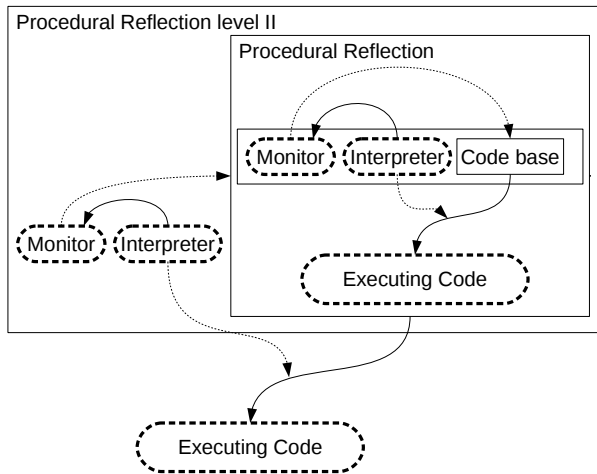 Procedural Reflection level II
Procedural Reflection
Monitor
Interpreter
Code base
Monitor
Interpreter
Executing Code
Executing Code